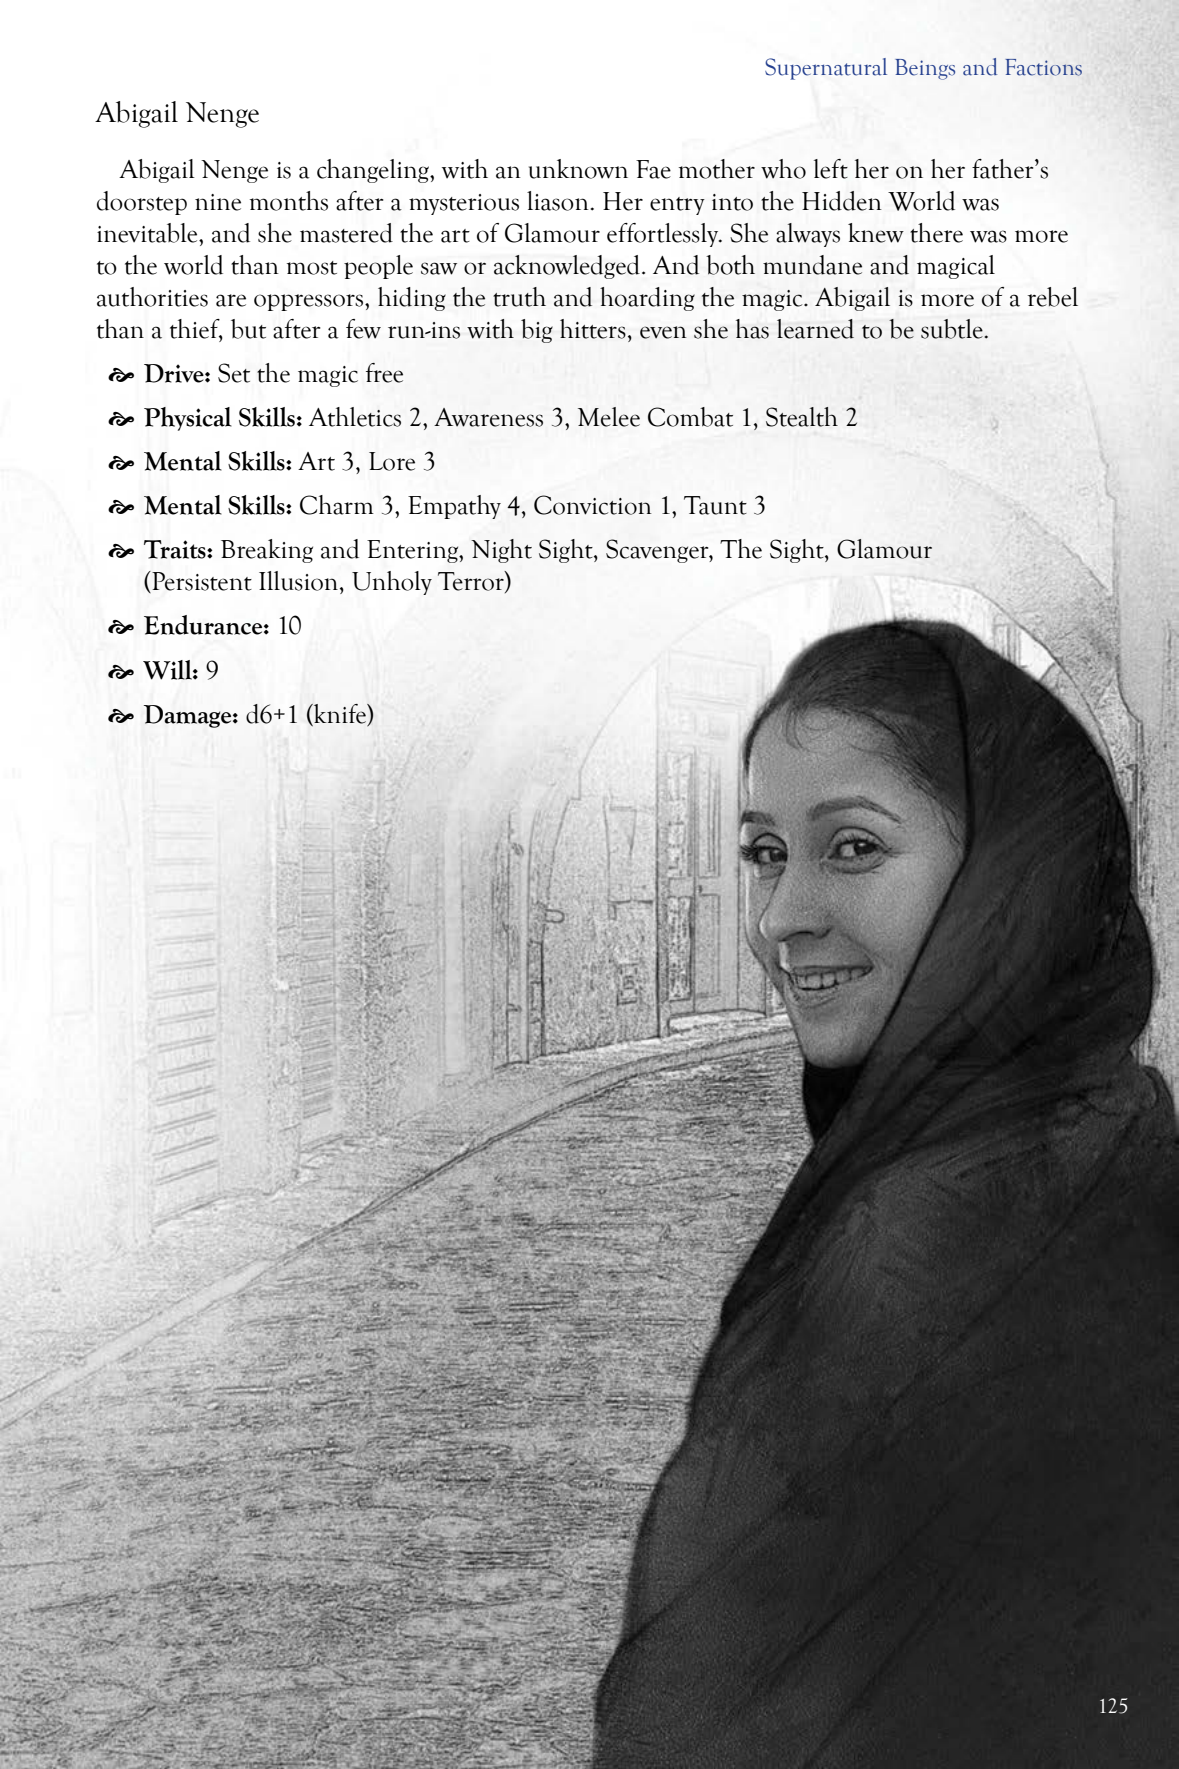 Supernatural Beings and Factions
Abigail Nenge
Abigail Nenge is a changeling, with an unknown Fae mother who left her on her father's
doorstep nine months after a mysterious liason. Her entry into the Hidden World was
inevitable, and she mastered the art of Glamour effortlessly. She always knew there was more
to the world than most people saw or acknowledged. And both mundane and magical
authorities are oppressors, hiding the truth and hoarding the magic. Abigail is more of a rebel
than a thief, but after a few run-ins with big hitters, even she has learned to be subtle.
Drive: Set the magic free
Physical Skills: Athletics 2, Awareness 3, Melee Combat 1, Stealth 2
Mental Skills: Art 3, Lore 3
Mental Skills: Charm 3, Empathy 4, Conviction 1, Taunt 3
Traits: Breaking and Entering, Night Sight, Scavenger, The Sight, Glamour
(Persistent Illusion, Unholy Terror)
Endurance: 10
Will: 9
Damage: d6+1 (knife)
125